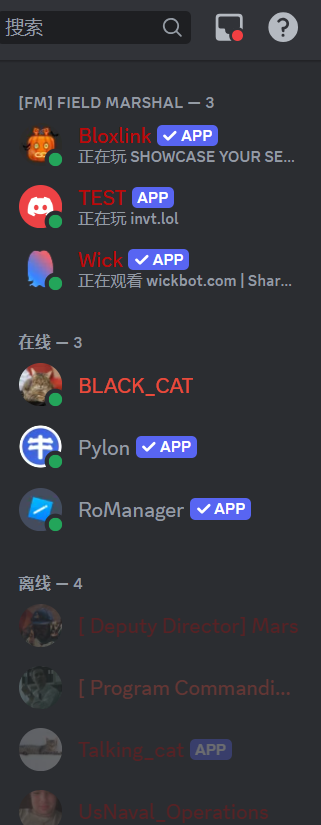 搜索
[FM] FIELD MARSHAL — 3
Bloxlink ✓ APP
正在玩 SHOWCASE YOUR SE...
TEST APP
正在玩 invt.lol
Wick ✓ APP
正在观看 wickbot.com | Shar...
在线 — 3
BLACK_CAT
Pylon ✓ APP
RoManager ✓ APP
离线 — 4
[ Deputy Director] Mars
[ Program Commandi...
Talking_cat APP
UsNaval_Operations